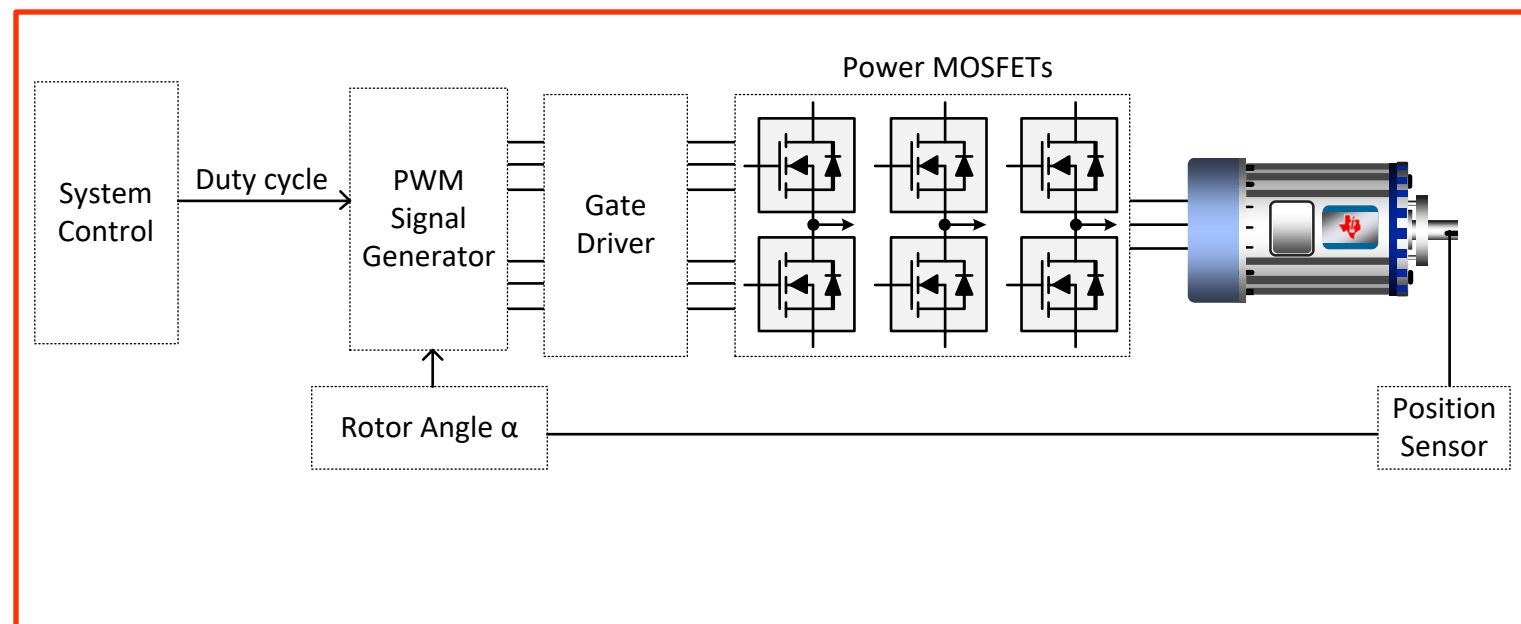 Power MOSFETs
System
Control
Duty cycle
PWM
Signal
Generator
Gate
Driver
Rotor Angle α
Position
Sensor